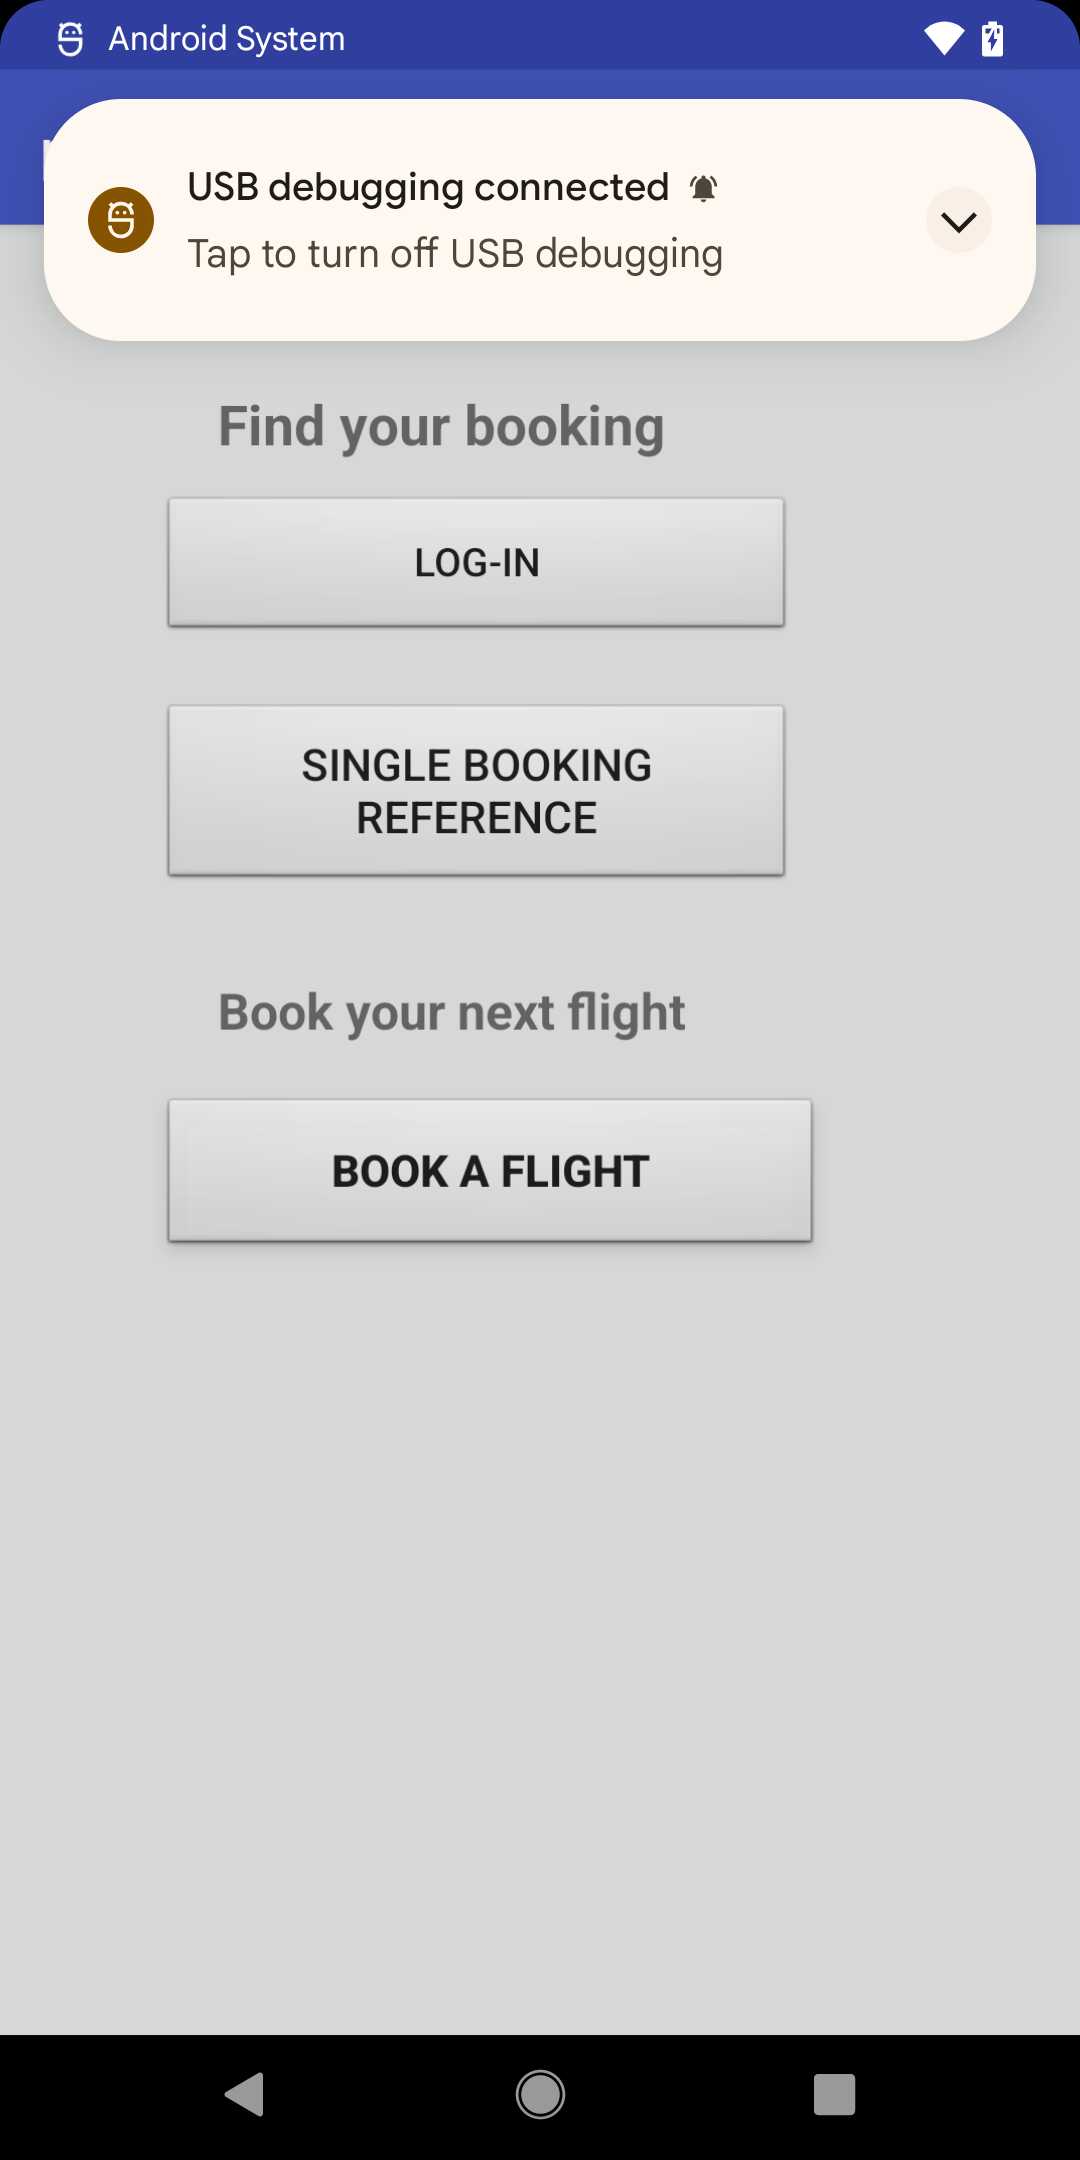 Android System
USB debugging connected
Tap to turn off USB debugging
Find your booking
LOG-IN
SINGLE BOOKING
REFERENCE
Book your next flight
BOOK A FLIGHT